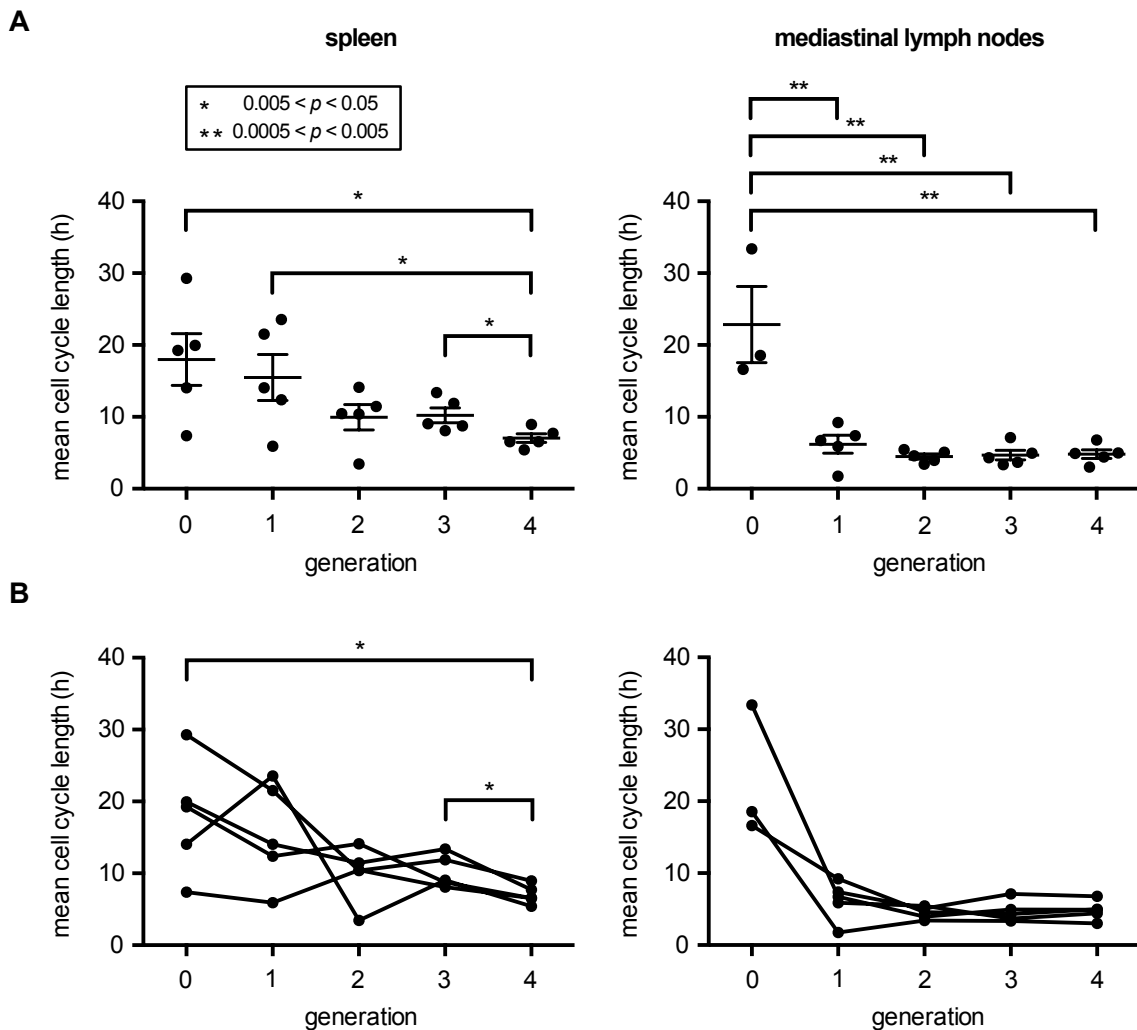 A
spleen
mediastinal lymph nodes
* 0.005 < p < 0.05
** 0.0005 < p < 0.005
mean cell cycle length (h)
40
30
20
10
0
*
*
*
0 1 2 3 4
generation
mean cell cycle length (h)
40
30
20
10
0
**
**
**
**
0 1 2 3 4
generation
B
mean cell cycle length (h)
40
30
20
10
0
*
*
0 1 2 3 4
generation
mean cell cycle length (h)
40
30
20
10
0
0 1 2 3 4
generation